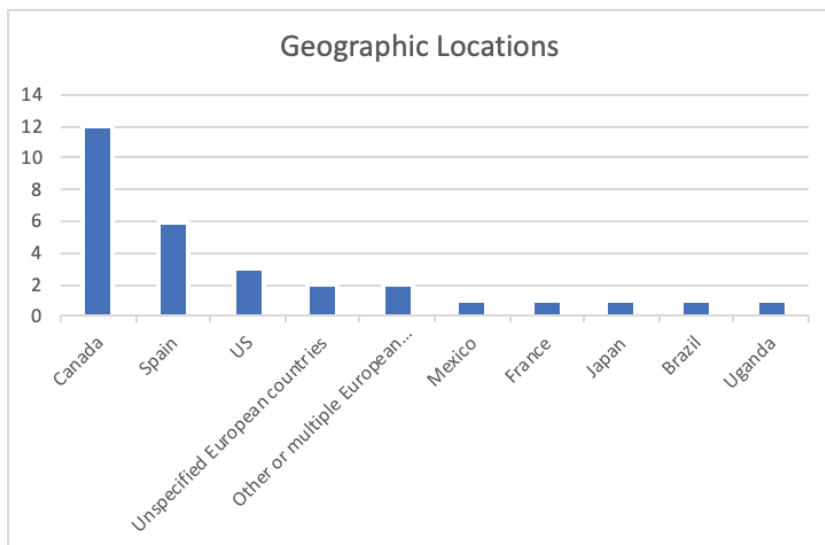 Geographic Locations
14
12
10
8
6
4
2
0
Canada
Spain
US
Unspecified European countries
Other or multiple European...
Mexico
France
Japan
Brazil
Uganda